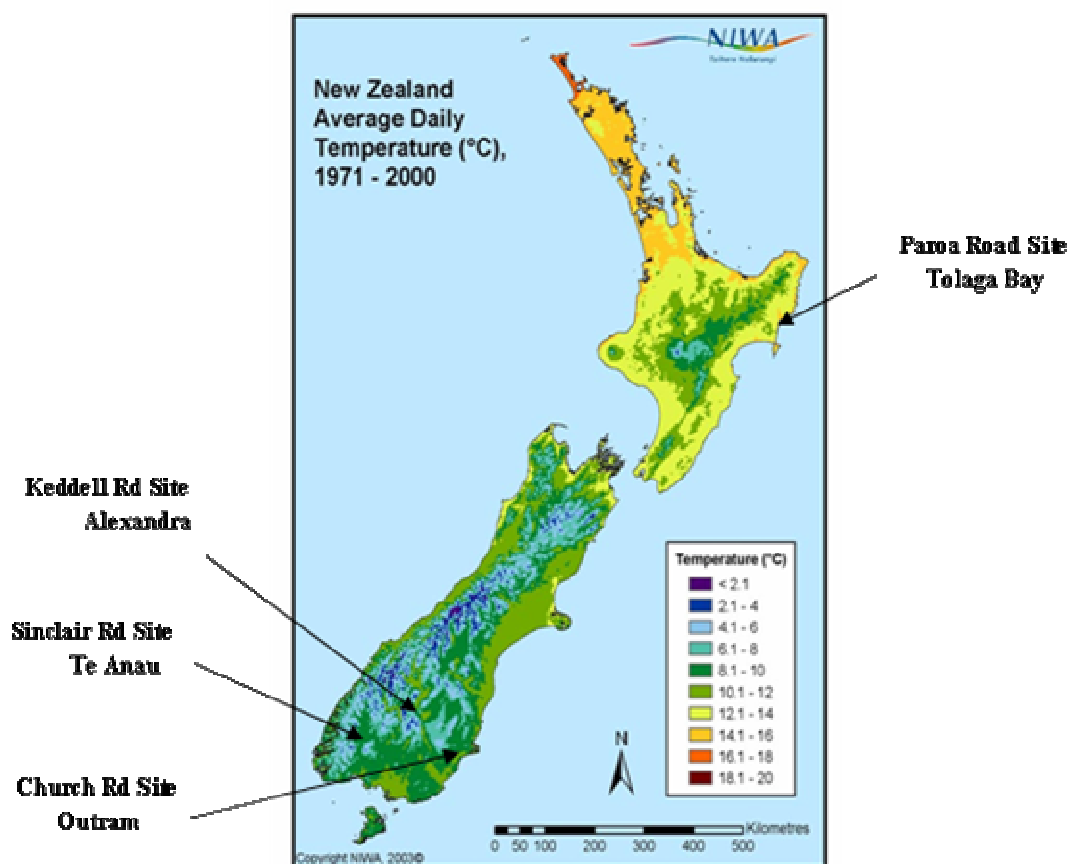 NIWA
Taihoro Nukurangi
New Zealand
Average Daily
Temperature (°C),
1971 - 2000
Paroa Road Site
Tolaga Bay
Keddell Rd Site
Alexandra
Sinclair Rd Site
Te Anau
Church Rd Site
Outram
Temperature (°C)
< 2.1
2.1 - 4
4.1 - 6
6.1 - 8
8.1 - 10
10.1 - 12
12.1 - 14
14.1 - 16
16.1 - 18
18.1 - 20
N
Kilometres
0 50 100 200 300 400 500
Copyright NIWA, 2003©